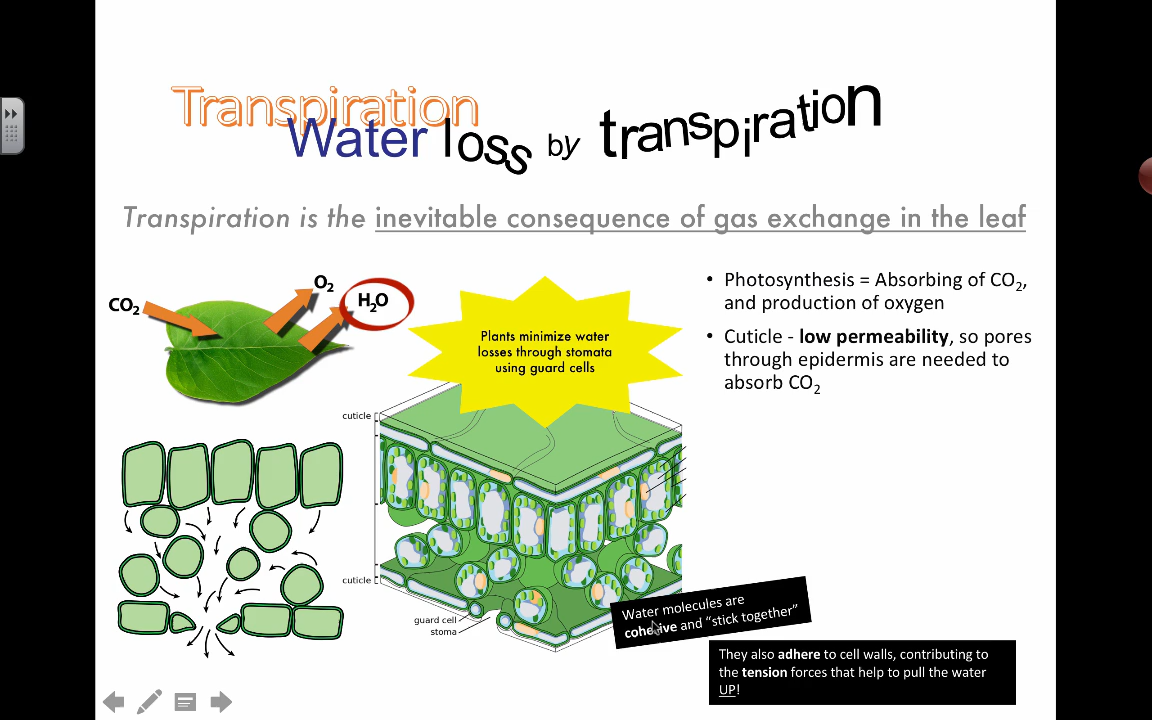 Transpiration
Water loss by transpiration
Transpiration is the inevitable consequence of gas exchange in the leaf
CO₂
O₂
H₂O
Plants minimize water
losses through stomata
using guard cells
• Photosynthesis = Absorbing of CO₂,
and production of oxygen
• Cuticle - low permeability, so pores
through epidermis are needed to
absorb CO₂
cuticle
cuticle
guard cell
stoma
Water molecules are
cohesive and “stick together”
They also adhere to cell walls, contributing to
the tension forces that help to pull the water
UP!